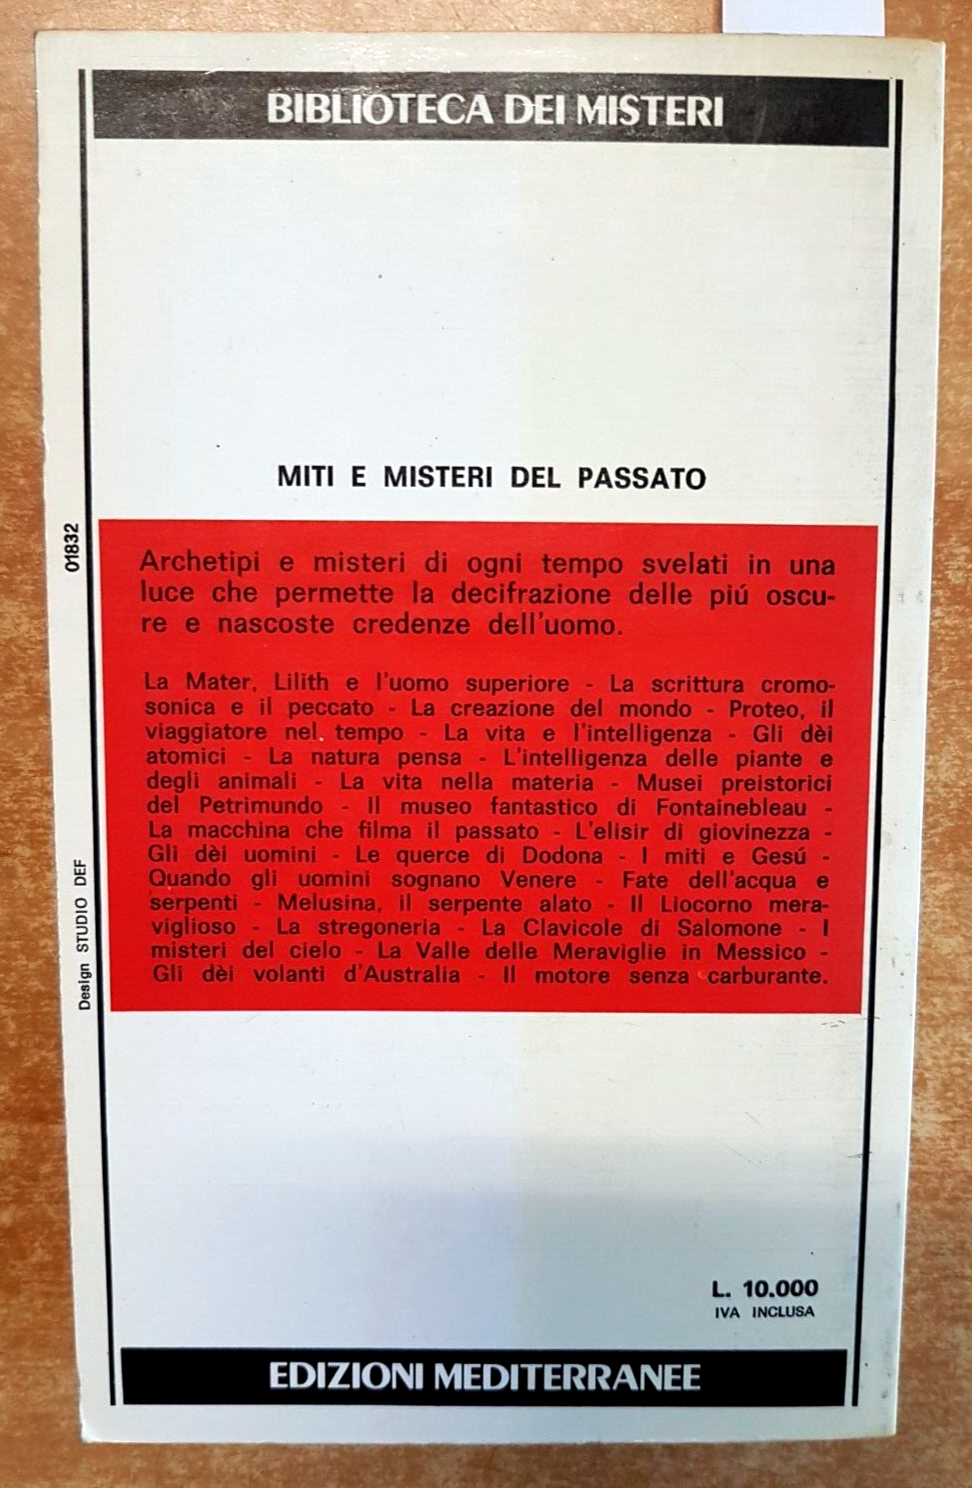 BIBLIOTECA DEI MISTERI
MITI E MISTERI DEL PASSATO
Archetipi e misteri di ogni tempo svelati in una
luce che permette la decifrazione delle piú oscu-
re e nascoste credenze dell'uomo.
La Mater, Lilith e l'uomo superiore - La scrittura cromo-
sonica e il peccato - La creazione del mondo - Proteo, il
viaggiatore nel tempo - La vita e l'intelligenza - Gli dèi
atomici - La natura pensa - L'intelligenza delle piante e
degli animali - La vita nella materia - Musei preistorici
del Petrimundo - Il museo fantastico di Fontainebleau -
La macchina che filma il passato - L'elisir di giovinezza -
Gli dèi uomini - Le querce di Dodona - I miti e Gesú -
Quando gli uomini sognano Venere - Fate dell'acqua e
serpenti - Melusina, il serpente alato - Il Liocorno mera-
viglioso - La stregoneria - La Clavicole di Salomone - I
misteri del cielo - La Valle delle Meraviglie in Messico -
Gli dèi volanti d'Australia - Il motore senza carburante.
01832
Design STUDIO DEF
L. 10.000
IVA INCLUSA
EDIZIONI MEDITERRANEE